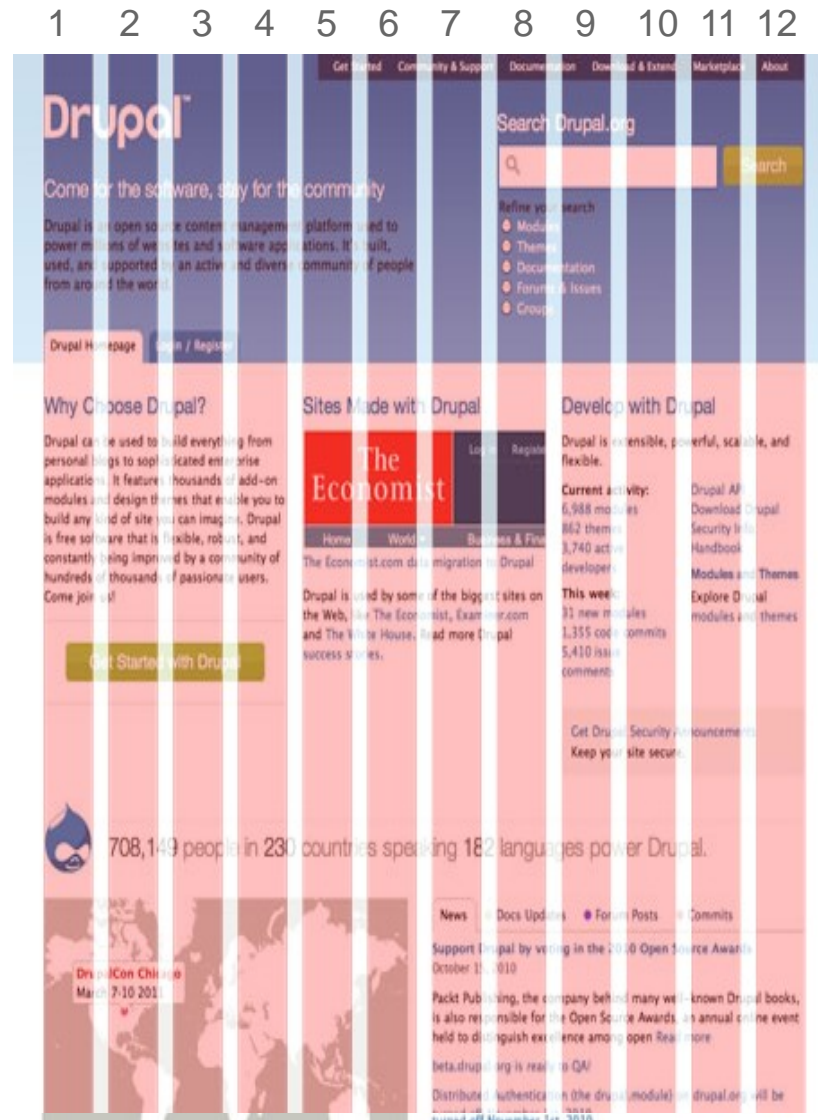 1 2 3 4 5 6 7 8 9 10 11 12
Get Started Community & Support Documentation Download & Extend Marketplace About
Drupal™
Search Drupal.org
Search
Come for the software, stay for the community
Drupal is an open source content management platform used to
power millions of websites and software applications. It's built,
used, and supported by an active and diverse community of people
from around the world.
Refine your search
Modules
Themes
Documentation
Forums & Issues
Groups
Drupal Homepage Login / Register
Why Choose Drupal?
Drupal can be used to build everything from
personal blogs to sophisticated enterprise
applications. It features thousands of add-on
modules and design themes that enable you to
build any kind of site you can imagine. Drupal
is free software that is flexible, robust, and
constantly being improved by a community of
hundreds of thousands of passionate users.
Come join us!
Get Started with Drupal
Sites Made with Drupal
Log in Register
The
Economist
Home World Business & Fina
The Economist.com data migration to Drupal
Drupal is used by some of the biggest sites on
the Web, like The Economist, Examiner.com
and The White House. Read more Drupal
success stories.
Develop with Drupal
Drupal is extensible, powerful, scalable, and
flexible.
Current activity:
6,988 modules
862 themes
3,740 active
developers
This week:
31 new modules
1,355 code commits
5,410 issue
comments
Drupal API
Download Drupal
Security Info
Handbook
Modules and Themes
Explore Drupal
modules and themes
Get Drupal Security Announcements
Keep your site secure.
708,149 people in 230 countries speaking 182 languages power Drupal.
DrupalCon Chicago
March 7-10 2011
News Docs Updates Forum Posts Commits
Support Drupal by voting in the 2010 Open Source Awards
October 15, 2010
Packt Publishing, the company behind many well-known Drupal books,
is also responsible for the Open Source Awards, an annual online event
held to distinguish excellence among open Read more
beta.drupal.org is ready to QA!
Distributed Authentication (the drupal.module) on drupal.org will be
turned off November 1st, 2010